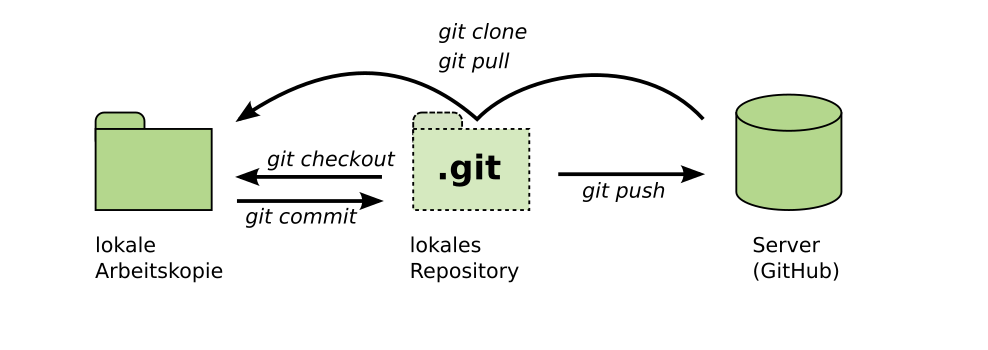 git clone
git pull
git checkout
.git
git push
git commit
lokale
Arbeitskopie
lokales
Repository
Server
(GitHub)